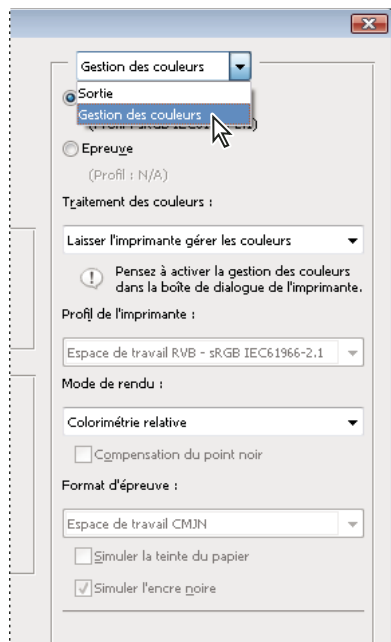 Gestion des couleurs
Sortie
Gestion des couleurs
Epreuve
(Profil : N/A)
Traitement des couleurs :
Laisser l'imprimante gérer les couleurs
Pensez à activer la gestion des couleurs
dans la boîte de dialogue de l'imprimante.
Profil de l'imprimante :
Espace de travail RVB - sRGB IEC61966-2.1
Mode de rendu :
Colorimétrie relative
Compensation du point noir
Format d'épreuve :
Espace de travail CMJN
Simuler la teinte du papier
Simuler l'encre noire